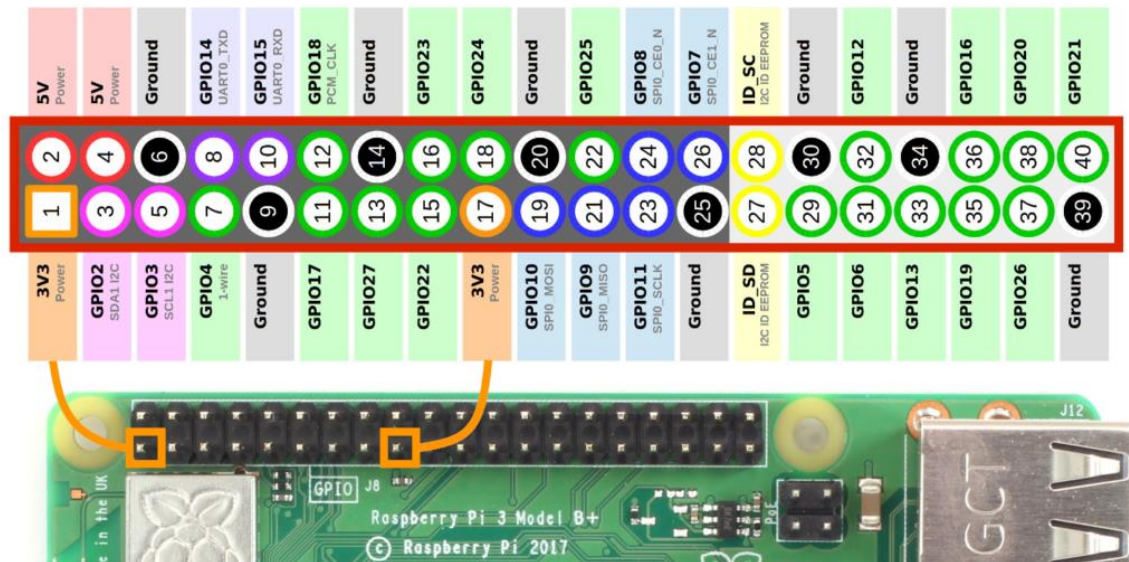 5V
Power
5V
Power
Ground
GPIO14
UART0_TXD
GPIO15
UART0_RXD
GPIO18
PCM_CLK
Ground
GPIO23
GPIO24
Ground
GPIO25
GPIO8
SPI0_CE0_N
GPIO7
SPI0_CE1_N
ID_SC
I2C ID EEPROM
Ground
GPIO12
Ground
GPIO16
GPIO20
GPIO21
2 4 6 8 10 12 14 16 18 20 22 24 26 28 30 32 34 36 38 40
1 3 5 7 9 11 13 15 17 19 21 23 25 27 29 31 33 35 37 39
3V3
Power
GPIO2
SDA1 I2C
GPIO3
SCL1 I2C
GPIO4
1-wire
Ground
GPIO17
GPIO27
GPIO22
3V3
Power
GPIO10
SPI0_MOSI
GPIO9
SPI0_MISO
GPIO11
SPI0_SCLK
Ground
ID_SD
I2C ID EEPROM
GPIO5
GPIO6
GPIO13
GPIO19
GPIO26
Ground
J12
GPIO J8
Raspberry Pi 3 Model B+
© Raspberry Pi 2017
in the UK
PoE
GCT